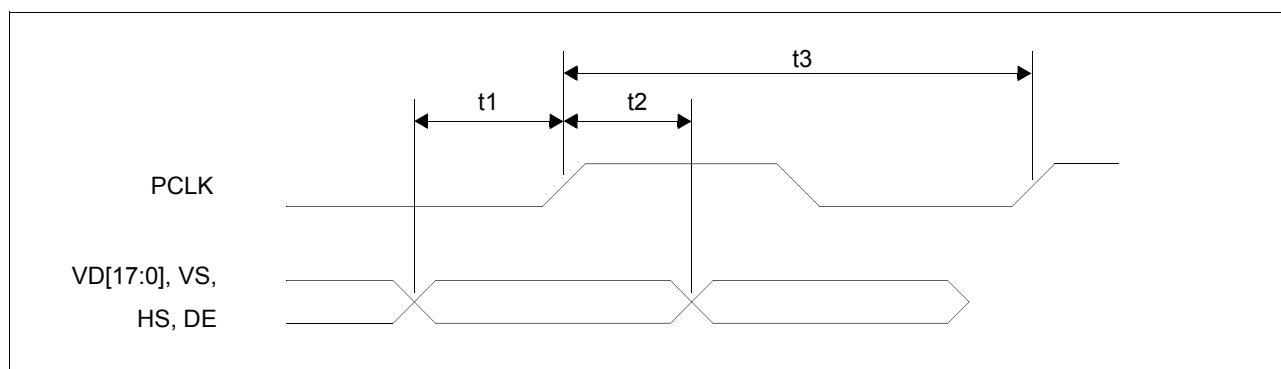 t3
t1
t2
PCLK
VD[17:0], VS,
HS, DE